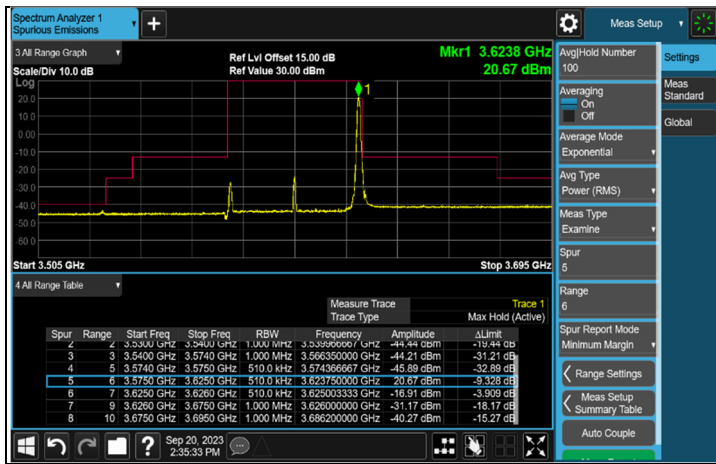 Spectrum Analyzer 1
Spurious Emissions
Meas Setup
3 All Range Graph
Ref Lvl Offset 15.00 dB
Mkr1 3.6238 GHz
Scale/Div 10.0 dB
Ref Value 30.00 dBm
20.67 dBm
Log
1
20.0
10.0
0.00
-10.0
-20.0
-30.0
-40.0
-50.0
-60.0
Start 3.505 GHz
Stop 3.695 GHz
4 All Range Table
Measure Trace Trace 1
Trace Type Max Hold (Active)
Spur Range Start Freq Stop Freq RBW Frequency Amplitude ΔLimit
2 2 3.5300 GHz 3.5400 GHz 1.000 MHz 3.539966667 GHz -44.44 dBm -19.44 dB
3 3 3.5400 GHz 3.5740 GHz 1.000 MHz 3.566350000 GHz -44.21 dBm -31.21 dB
4 5 3.5740 GHz 3.5750 GHz 510.0 kHz 3.574366667 GHz -45.89 dBm -32.89 dB
5 6 3.5750 GHz 3.6250 GHz 510.0 kHz 3.623750000 GHz 20.67 dBm -9.328 dB
6 7 3.6250 GHz 3.6260 GHz 510.0 kHz 3.625003333 GHz -16.91 dBm -3.909 dB
7 9 3.6260 GHz 3.6750 GHz 1.000 MHz 3.626000000 GHz -31.17 dBm -18.17 dB
8 10 3.6750 GHz 3.6950 GHz 1.000 MHz 3.686200000 GHz -40.27 dBm -15.27 dB
?
Sep 20, 2023
2:35:33 PM
Avg|Hold Number
100
Averaging
On
Off
Average Mode
Exponential
Avg Type
Power (RMS)
Meas Type
Examine
Spur
5
Range
6
Spur Report Mode
Minimum Margin
Range Settings
Meas Setup
Summary Table
Auto Couple
Settings
Meas
Standard
Global